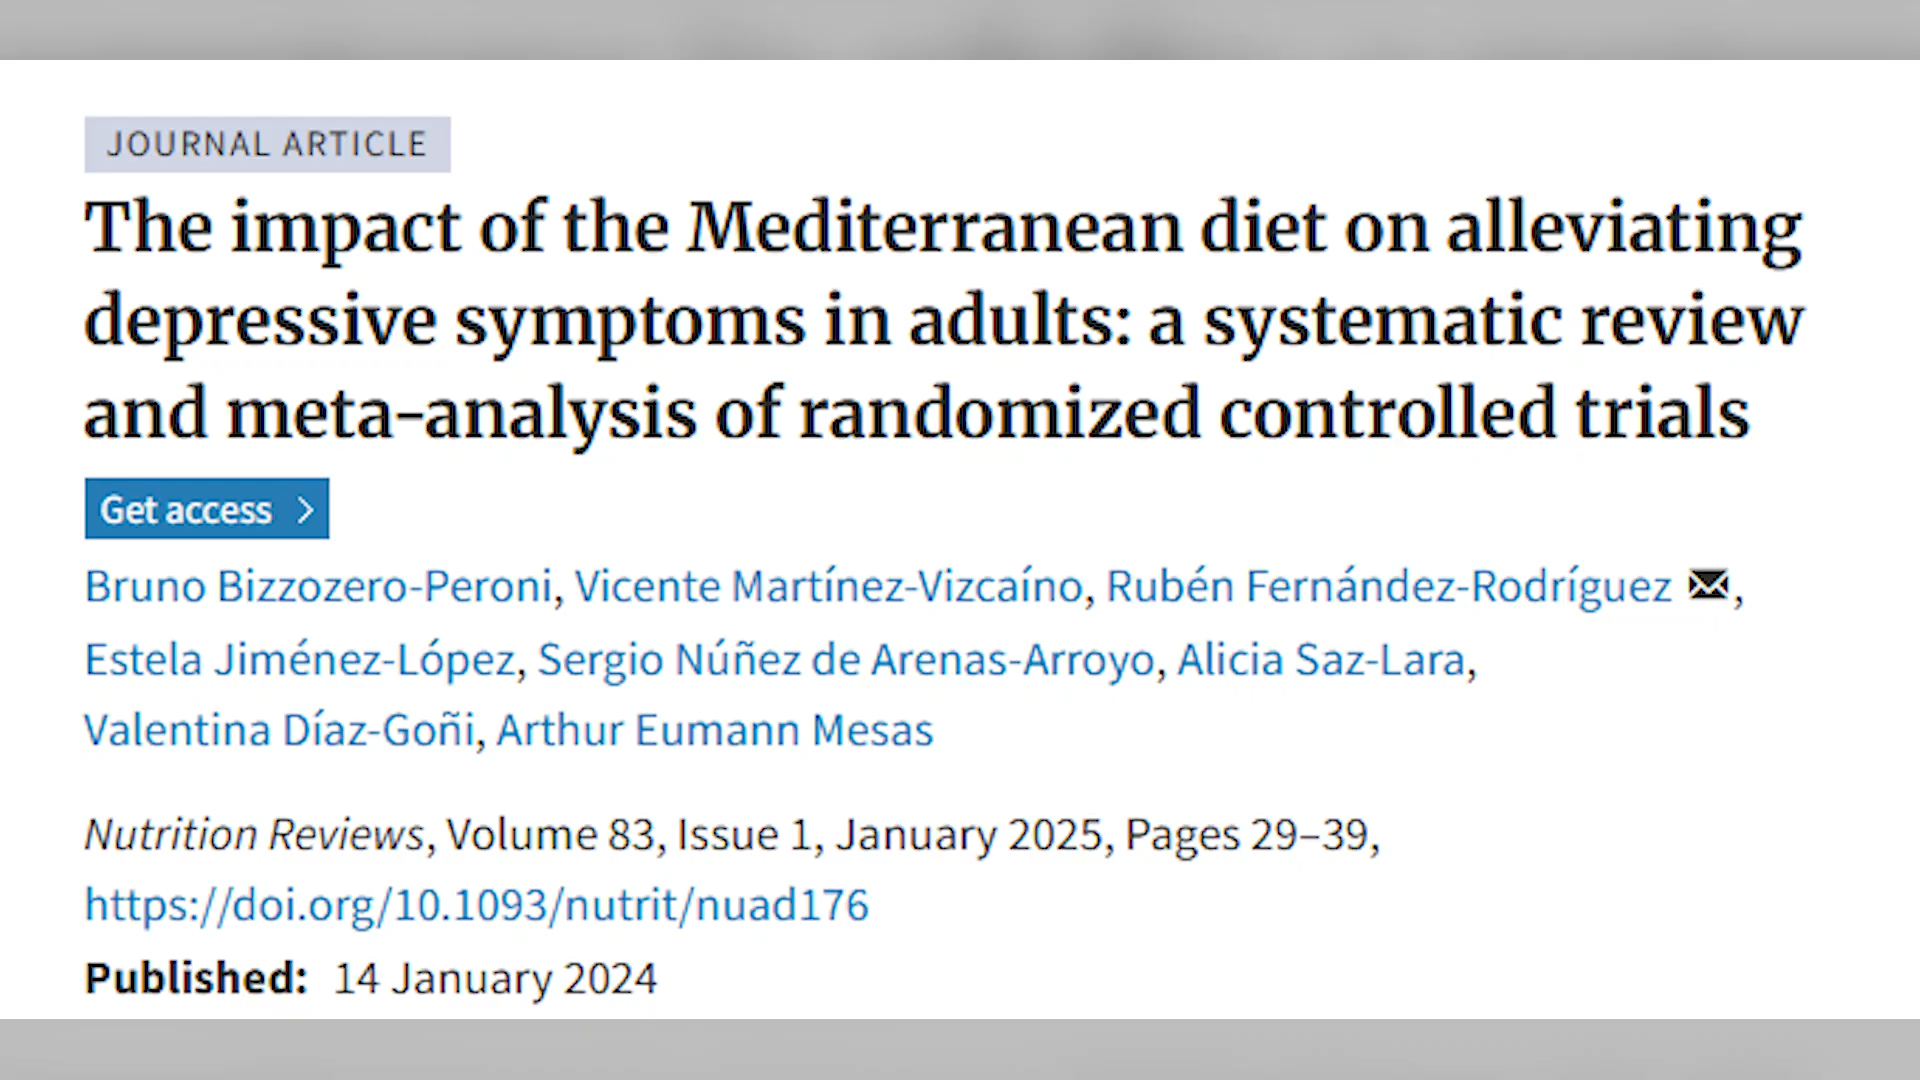 JOURNAL ARTICLE
The impact of the Mediterranean diet on alleviating
depressive symptoms in adults: a systematic review
and meta-analysis of randomized controlled trials
Get access
Bruno Bizzozero-Peroni, Vicente Martínez-Vizcaíno, Rubén Fernández-Rodríguez ,
Estela Jiménez-López, Sergio Núñez de Arenas-Arroyo, Alicia Saz-Lara,
Valentina Díaz-Goñi, Arthur Eumann Mesas
Nutrition Reviews, Volume 83, Issue 1, January 2025, Pages 29–39,
https://doi.org/10.1093/nutrit/nuad176
Published: 14 January 2024